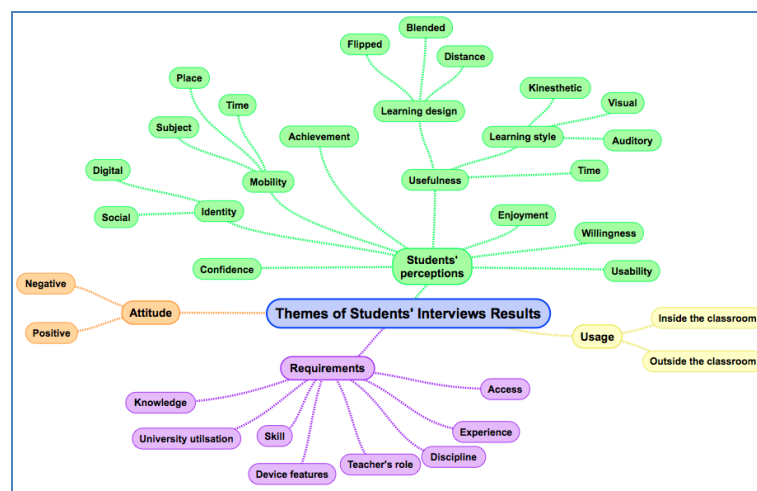 Blended
Flipped
Distance
Place
Kinesthetic
Time
Learning design
Visual
Subject
Achievement
Learning style
Auditory
Digital
Mobility
Usefulness
Time
Social
Identity
Enjoyment
Willingness
Confidence
Students'
perceptions
Usability
Negative
Attitude
Themes of Students' Interviews Results
Inside the classroom
Positive
Usage
Outside the classroom
Requirements
Access
Knowledge
University utilsation
Skill
Experience
Device features
Teacher's role
Discipline